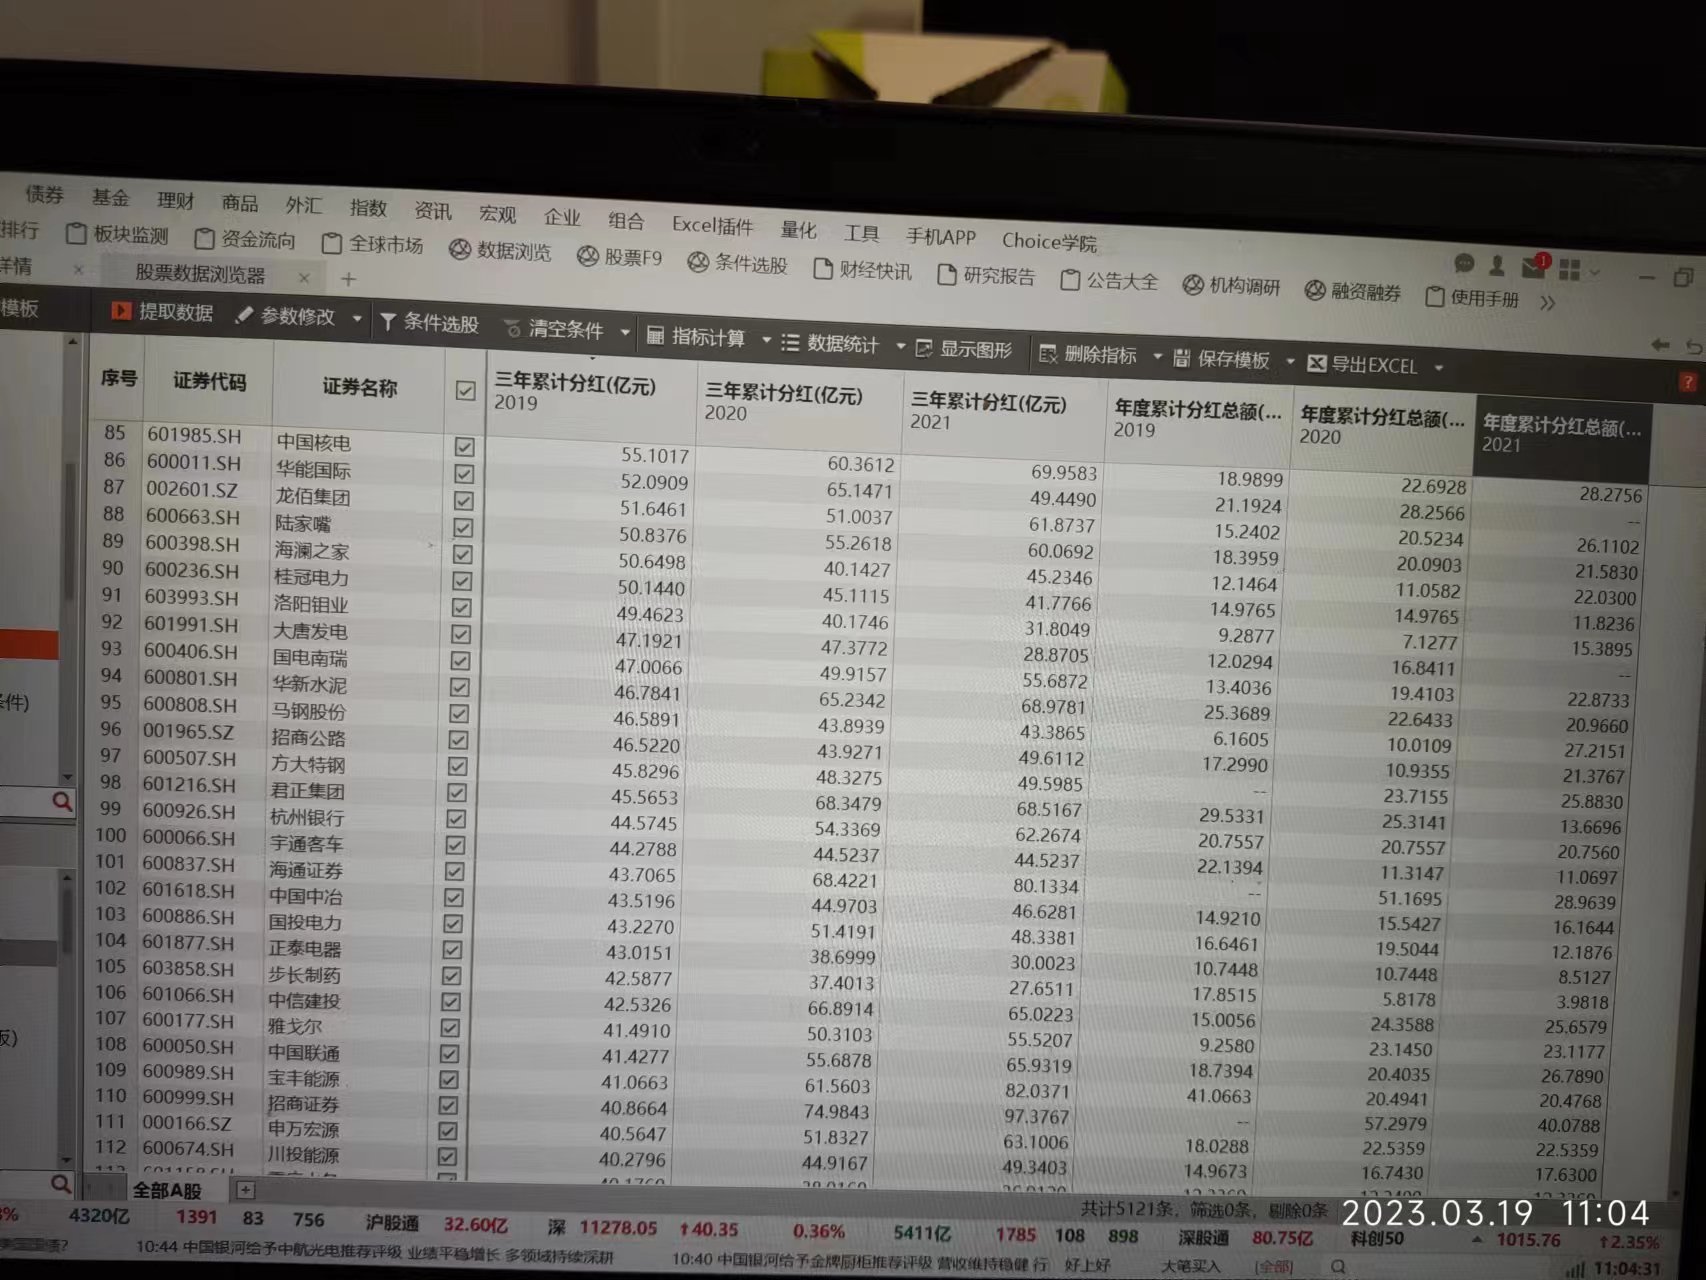 债券 基金 理财 商品 外汇 指数 资讯 宏观 企业 组合 Excel插件 量化 工具 手机APP Choice学院
排行 板块监测 资金流向 全球市场 数据浏览 股票F9 条件选股 财经快讯 研究报告 公告大全 机构调研 融资融券 使用手册
详情 × 股票数据浏览器 × +
模板 提取数据 参数修改 条件选股 清空条件 指标计算 数据统计 显示图形 删除指标 保存模板 导出EXCEL
序号 证券代码 证券名称 三年累计分红(亿元) 2019 三年累计分红(亿元) 2020 三年累计分红(亿元) 2021 年度累计分红总额(... 2019 年度累计分红总额(... 2020 年度累计分红总额(... 2021
85 601985.SH 中国核电 55.1017 60.3612 69.9583 18.9899 22.6928 28.2756
86 600011.SH 华能国际 52.0909 65.1471 49.4490 21.1924 28.2566 --
87 002601.SZ 龙佰集团 51.6461 51.0037 61.8737 15.2402 20.5234 26.1102
88 600663.SH 陆家嘴 50.8376 55.2618 60.0692 18.3959 20.0903 21.5830
89 600398.SH 海澜之家 50.6498 40.1427 45.2346 12.1464 11.0582 22.0300
90 600236.SH 桂冠电力 50.1440 45.1115 41.7766 14.9765 14.9765 11.8236
91 603993.SH 洛阳钼业 49.4623 40.1746 31.8049 9.2877 7.1277 15.3895
92 601991.SH 大唐发电 47.1921 47.3772 28.8705 12.0294 16.8411 --
93 600406.SH 国电南瑞 47.0066 49.9157 55.6872 13.4036 19.4103 22.8733
94 600801.SH 华新水泥 46.7841 65.2342 68.9781 25.3689 22.6433 20.9660
95 600808.SH 马钢股份 46.5891 43.8939 43.3865 6.1605 10.0109 27.2151
96 001965.SZ 招商公路 46.5220 43.9271 49.6112 17.2990 10.9355 21.3767
97 600507.SH 方大特钢 45.8296 48.3275 49.5985 -- 23.7155 25.8830
98 601216.SH 君正集团 45.5653 68.3479 68.5167 29.5331 25.3141 13.6696
99 600926.SH 杭州银行 44.5745 54.3369 62.2674 20.7557 20.7557 20.7560
100 600066.SH 宇通客车 44.2788 44.5237 44.5237 22.1394 11.3147 11.0697
101 600837.SH 海通证券 43.7065 68.4221 80.1334 -- 51.1695 28.9639
102 601618.SH 中国中冶 43.5196 44.9703 46.6281 14.9210 15.5427 16.1644
103 600886.SH 国投电力 43.2270 51.4191 48.3381 16.6461 19.5044 12.1876
104 601877.SH 正泰电器 43.0151 38.6999 30.0023 10.7448 10.7448 8.5127
105 603858.SH 步长制药 42.5877 37.4013 27.6511 17.8515 5.8178 3.9818
106 601066.SH 中信建投 42.5326 66.8914 65.0223 15.0056 24.3588 25.6579
107 600177.SH 雅戈尔 41.4910 50.3103 55.5207 9.2580 23.1450 23.1177
108 600050.SH 中国联通 41.4277 55.6878 65.9319 18.7394 20.4035 26.7890
109 600989.SH 宝丰能源 41.0663 61.5603 82.0371 41.0663 20.4941 20.4768
110 600999.SH 招商证券 40.8664 74.9843 97.3767 -- 57.2979 40.0788
111 000166.SZ 申万宏源 40.5647 51.8327 63.1006 18.0288 22.5359 22.5359
112 600674.SH 川投能源 40.2796 44.9167 49.3403 14.9673 16.7430 17.6300
条件)
板)
全部A股 +
共计5121条, 筛选0条, 剔除0条
2023.03.19 11:04
% 4320亿 1391 83 756 沪股通 32.60亿 深 11278.05 ↑40.35 0.36% 5411亿 1785 108 898 深股通 80.75亿 科创50 1015.76 ↑2.35%
10:44 中国银河给予中航光电推荐评级 业绩平稳增长 多领域持续深耕 10:40 中国银河给予金牌厨柜推荐评级 营收维持稳健 行 好上好 大笔买入 [全部] 11:04:31